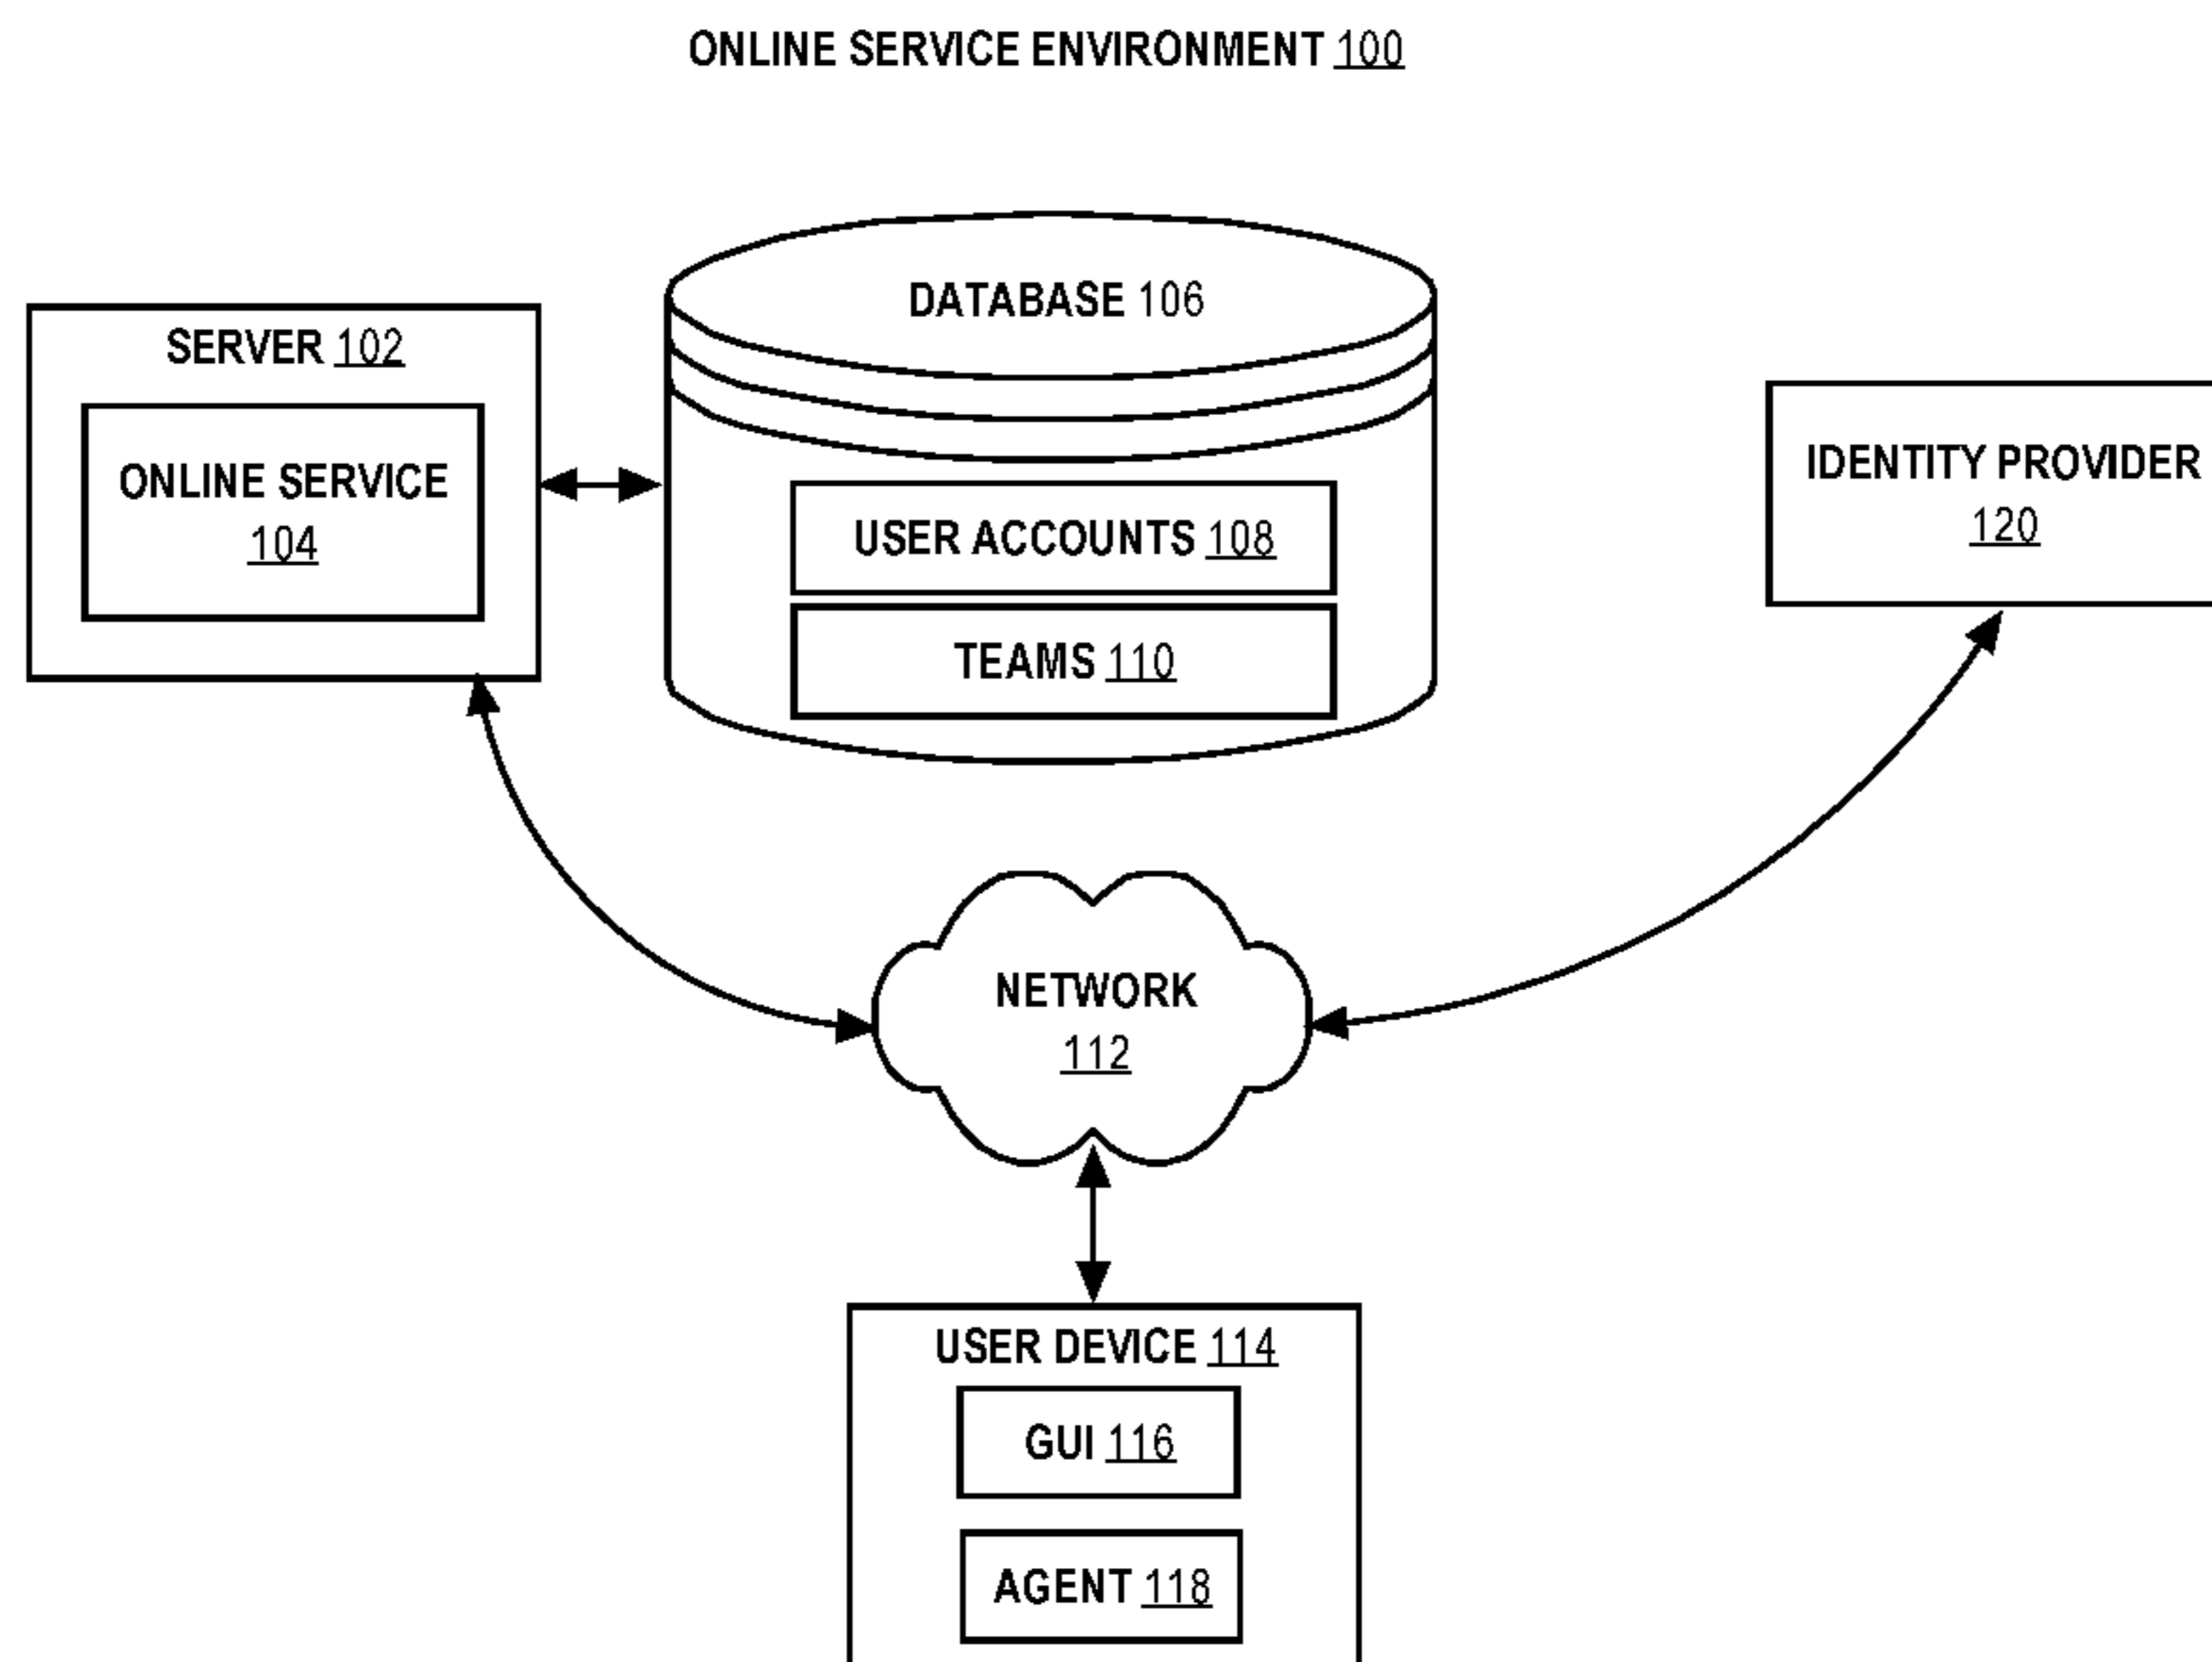 ONLINE SERVICE ENVIRONMENT 100
SERVER 102
ONLINE SERVICE
104
DATABASE 106
USER ACCOUNTS 108
TEAMS 110
IDENTITY PROVIDER
120
NETWORK
112
USER DEVICE 114
GUI 116
AGENT 118